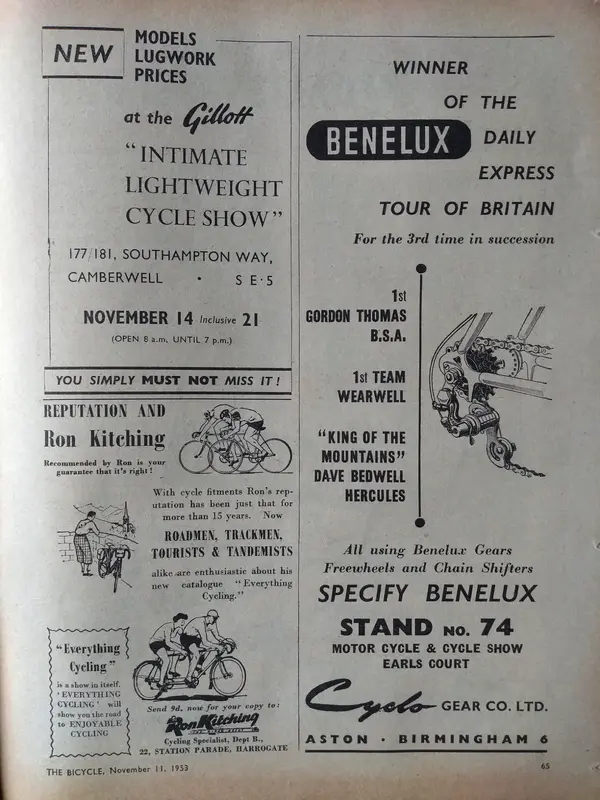 NEW
MODELS
LUGWORK
PRICES
at the Gillott
"INTIMATE
LIGHTWEIGHT
CYCLE SHOW"
177/181, SOUTHAMPTON WAY,
CAMBERWELL • S E·5
NOVEMBER 14 Inclusive 21
(OPEN 8 a.m. UNTIL 7 p.m.)
YOU SIMPLY MUST NOT MISS IT!
REPUTATION AND
Ron Kitching
Recommended by Ron is your
guarantee that it's right!
With cycle fitments Ron's rep-
utation has been just that for
more than 15 years. Now
ROADMEN, TRACKMEN,
TOURISTS & TANDEMISTS
alike are enthusiastic about his
new catalogue "Everything
Cycling."
"Everything
Cycling"
is a show in itself.
'EVERYTHING
CYCLING' will
show you the road
to ENJOYABLE
CYCLING
Send 9d. now for your copy to:
Ron Kitching
Cycling Specialist, Dept B.,
22, STATION PARADE, HARROGATE
WINNER
OF THE
BENELUX DAILY
EXPRESS
TOUR OF BRITAIN
For the 3rd time in succession
1st
GORDON THOMAS
B.S.A.
1st TEAM
WEARWELL
"KING OF THE
MOUNTAINS"
DAVE BEDWELL
HERCULES
All using Benelux Gears
Freewheels and Chain Shifters
SPECIFY BENELUX
STAND No. 74
MOTOR CYCLE & CYCLE SHOW
EARLS COURT
Cyclo GEAR CO. LTD.
ASTON • BIRMINGHAM 6
THE BICYCLE, November 11, 1953
65